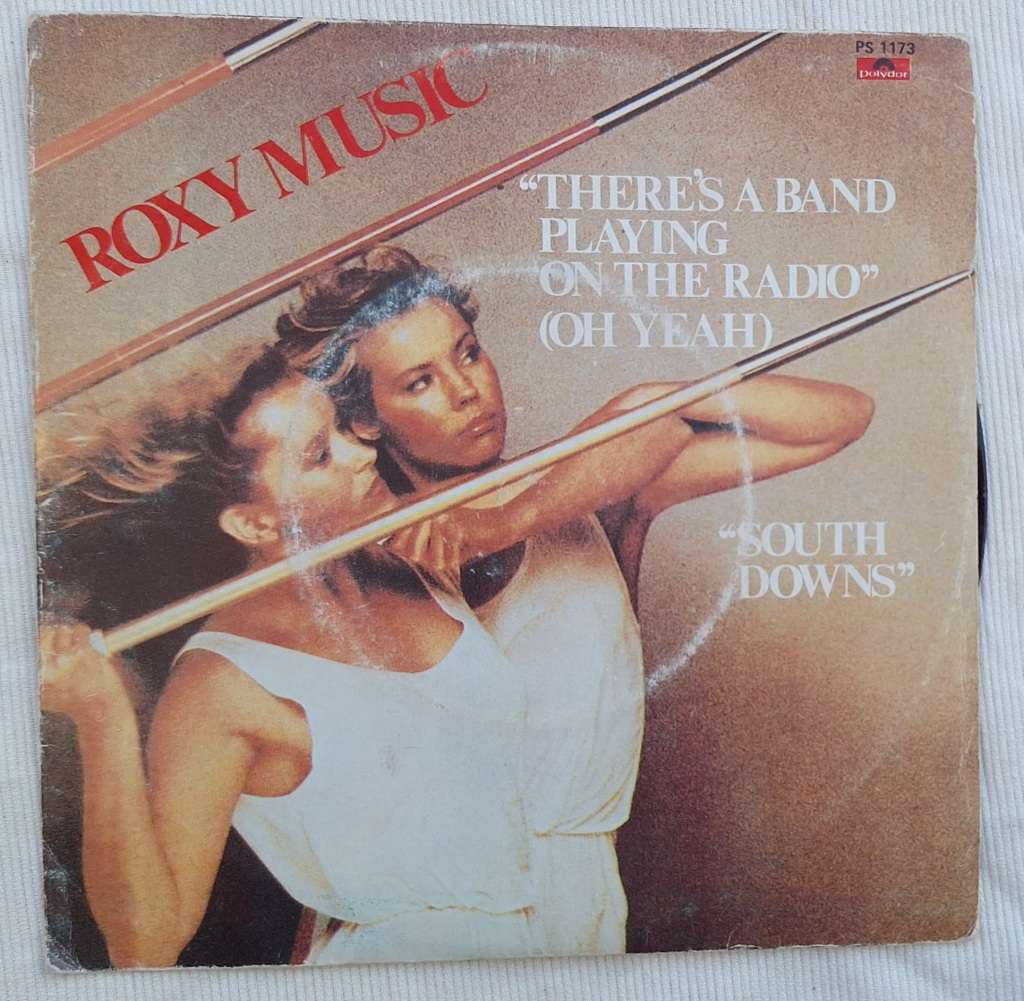 PS 1173
Polydor
ROXY MUSIC
“THERE'S A BAND
PLAYING
ON THE RADIO”
(OH YEAH)
“SOUTH
DOWNS”